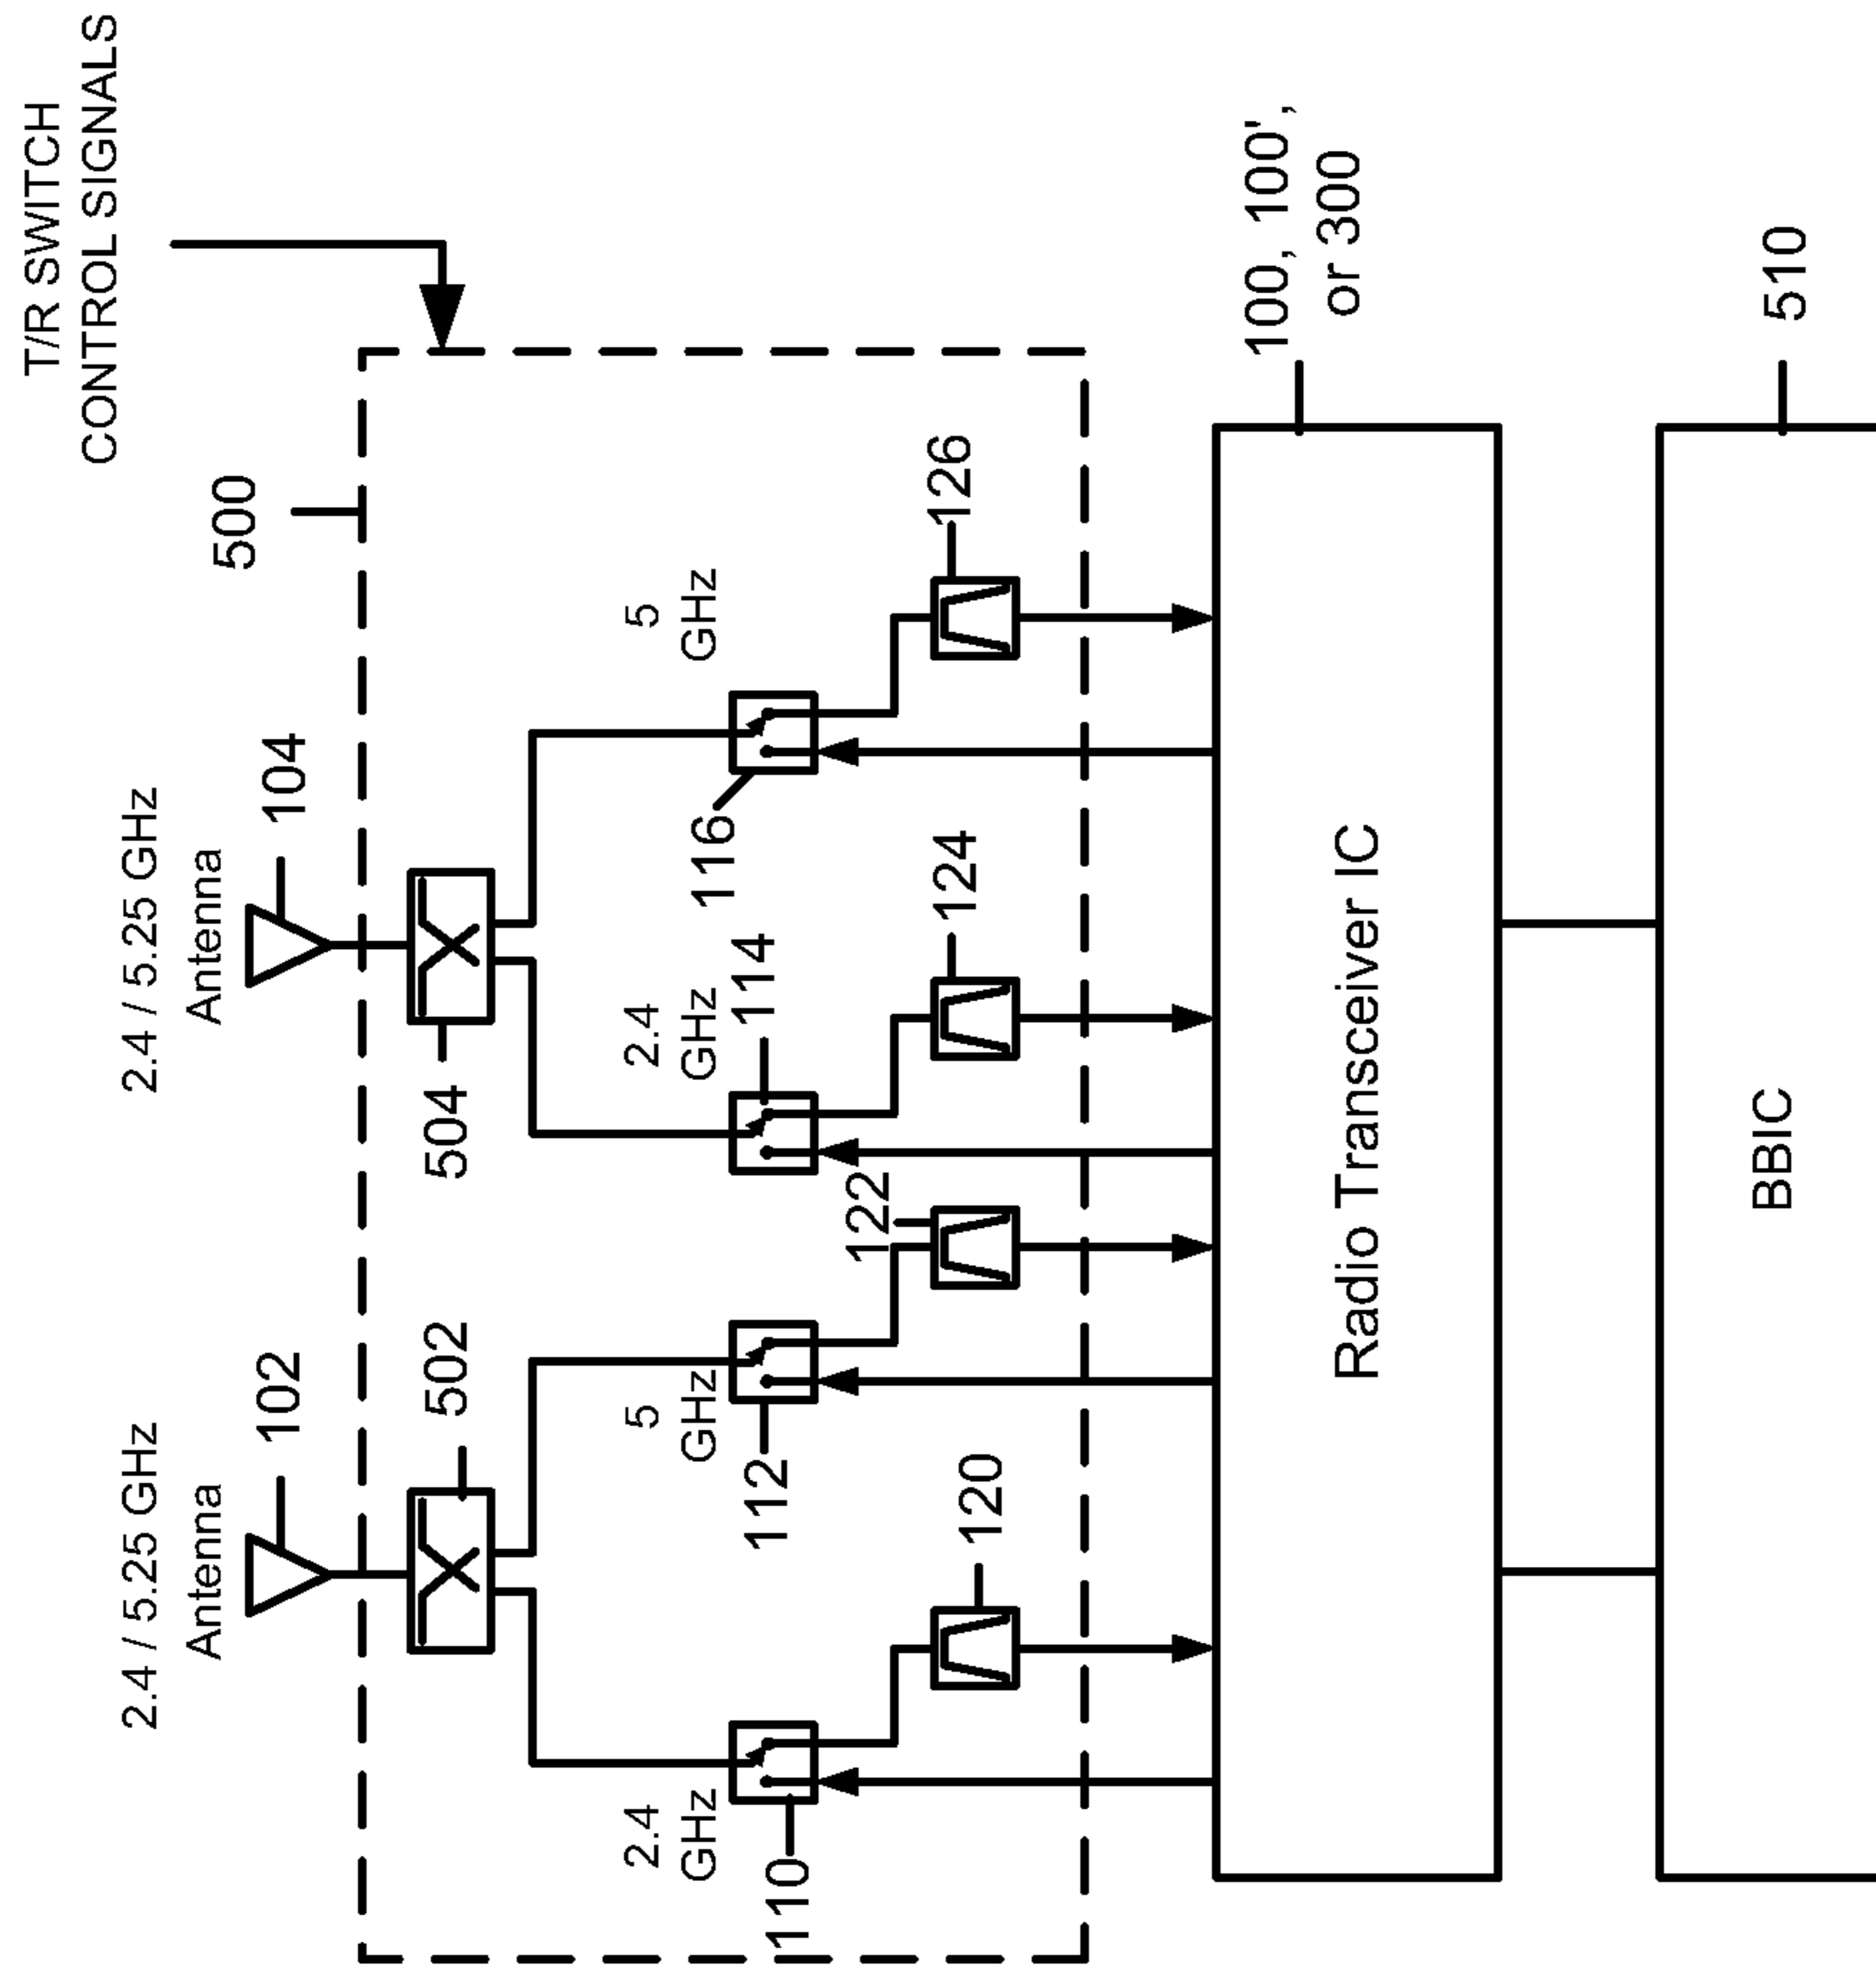 T/R SWITCH
CONTROL SIGNALS
2.4 / 5.25 GHz
Antenna
102
2.4 / 5.25 GHz
Antenna
104
500
502
504
2.4
GHz
110
5
GHz
112
2.4
GHz
114
5
GHz
116
120
122
124
126
Radio Transceiver IC
100, 100',
or 300
BBIC
510